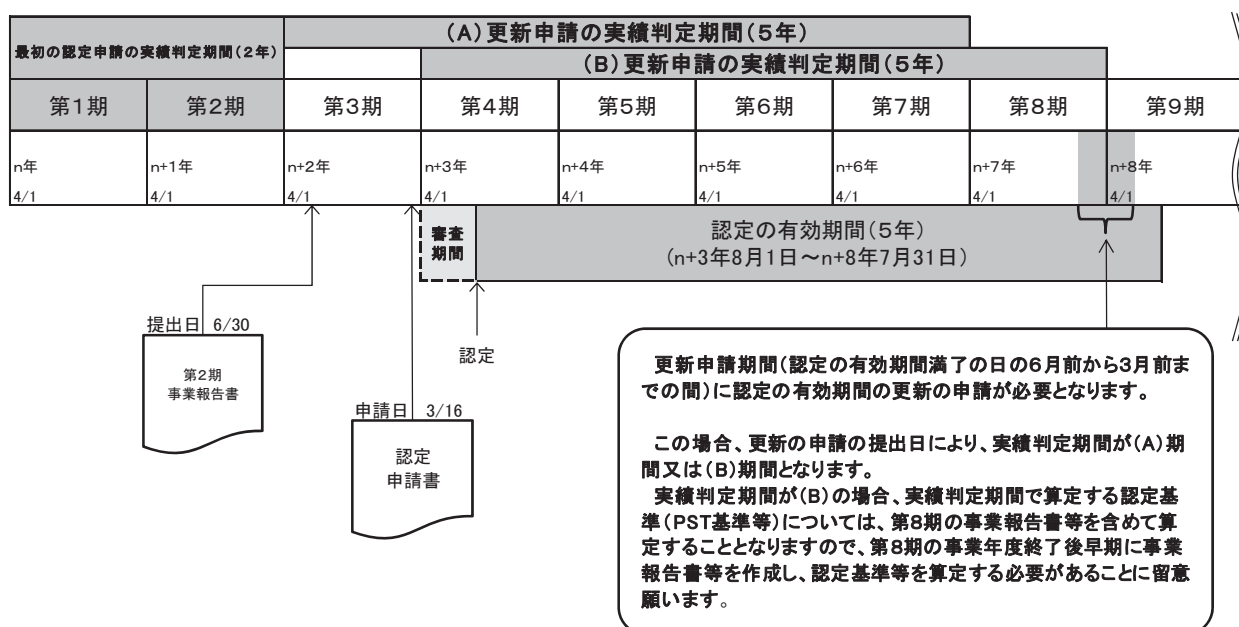 (A)更新申請の実績判定期間(5年)
最初の認定申請の実績判定期間(2年)
(B)更新申請の実績判定期間(5年)
第1期 第2期 第3期 第4期 第5期 第6期 第7期 第8期 第9期
n年 n+1年 n+2年 n+3年 n+4年 n+5年 n+6年 n+7年 n+8年
4/1 4/1 4/1 4/1 4/1 4/1 4/1 4/1 4/1
審査
期間
認定の有効期間(5年)
(n+3年8月1日～n+8年7月31日)
提出日 6/30
第2期
事業報告書
認定
申請日 3/16
認定
申請書
更新申請期間(認定の有効期間満了の日の6月前から3月前ま
での間)に認定の有効期間の更新の申請が必要となります。
この場合、更新の申請の提出日により、実績判定期間が(A)期
間又は(B)期間となります。
実績判定期間が(B)の場合、実績判定期間で算定する認定基
準(PST基準等)については、第8期の事業報告書等を含めて算
定することとなりますので、第8期の事業年度終了後早期に事業
報告書等を作成し、認定基準等を算定する必要があることに留意
願います。